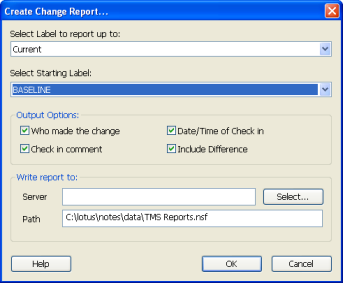 Create Change Report...
Select Label to report up to:
Current
Select Starting Label:
BASELINE
Output Options:
Who made the change Date/Time of Check in
Check in comment Include Difference
Write report to:
Server Select...
Path C:\lotus\notes\data\TMS Reports.nsf
Help OK Cancel